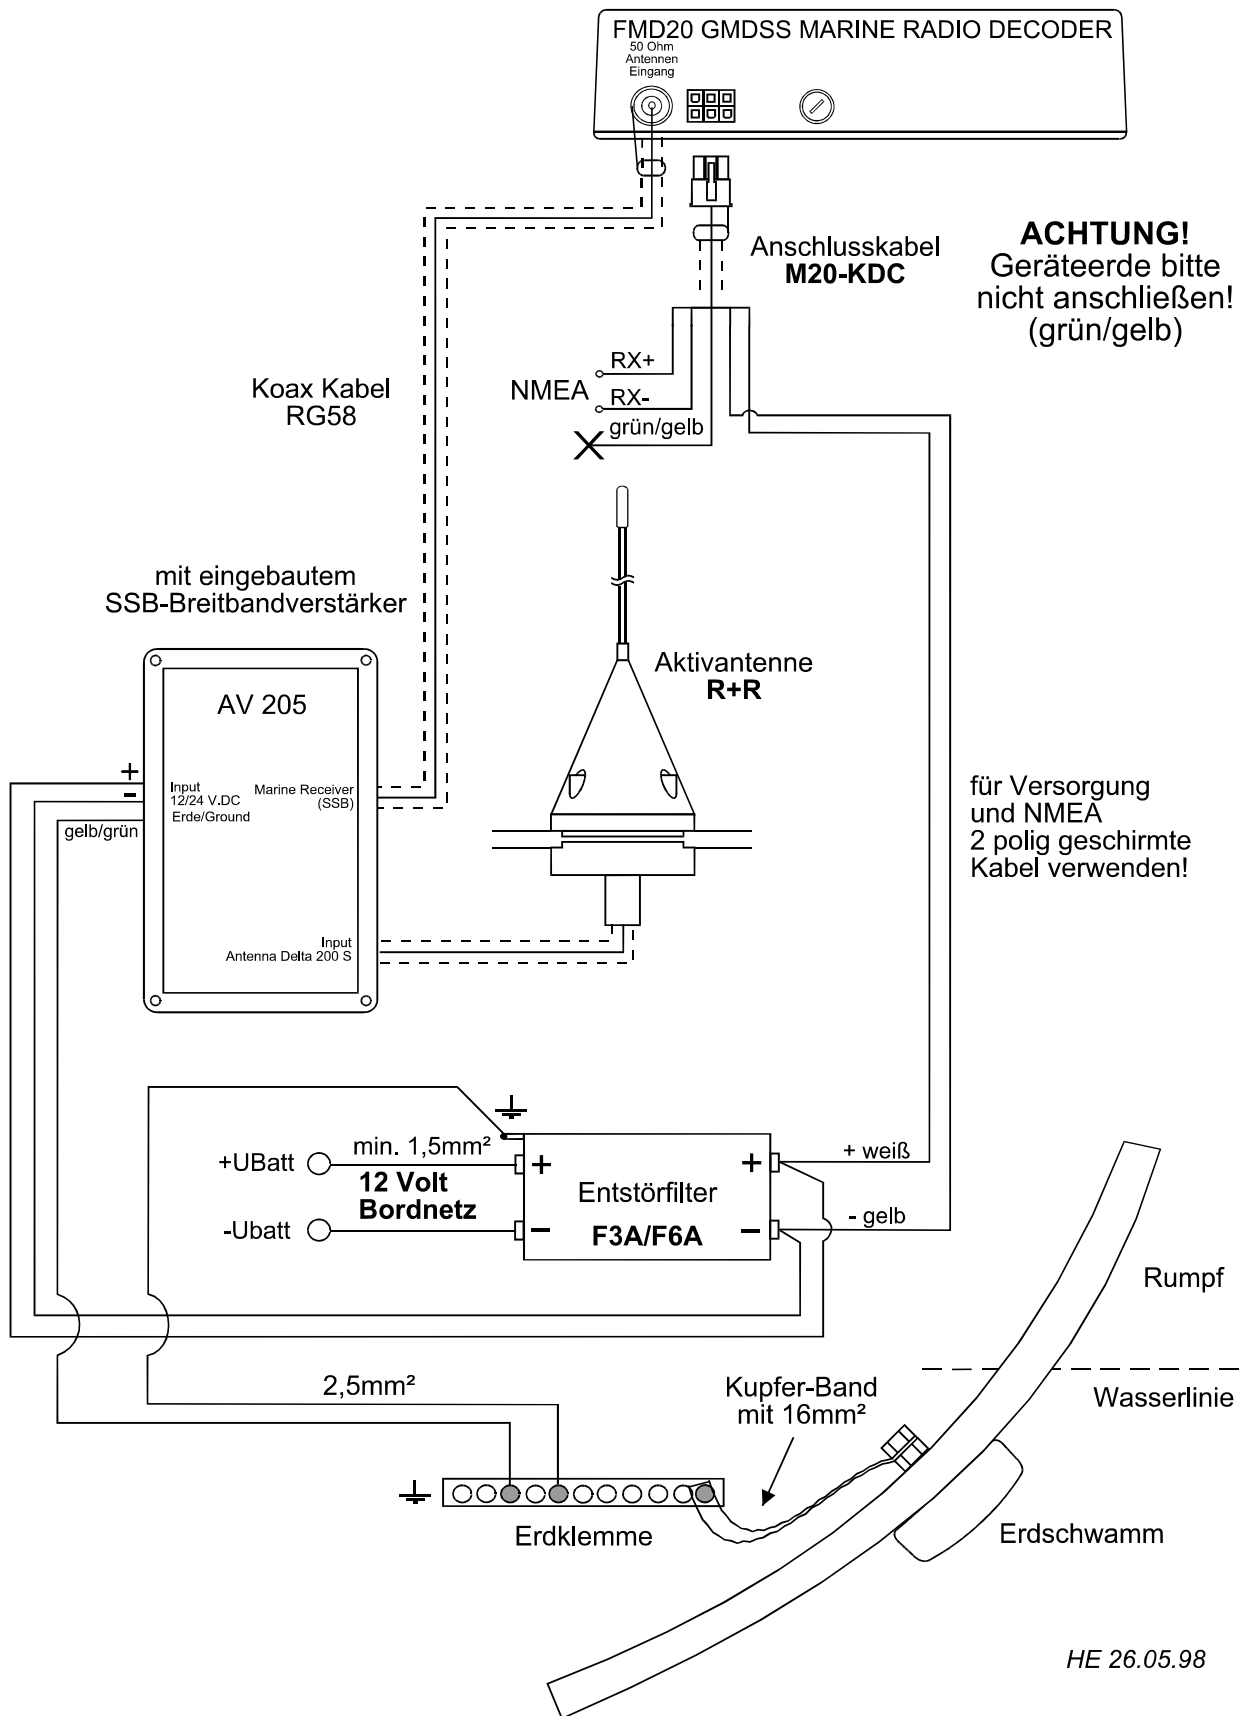 FMD20 GMDSS MARINE RADIO DECODER
50 Ohm
Antennen
Eingang
Anschlusskabel
M20-KDC
ACHTUNG!
Geräteerde bitte
nicht anschließen!
(grün/gelb)
RX+
NMEA
RX-
grün/gelb
Koax Kabel
RG58
mit eingebautem
SSB-Breitbandverstärker
Aktivantenne
R+R
AV 205
+
-
Input
12/24 V.DC
Erde/Ground
Marine Receiver
(SSB)
gelb/grün
Input
Antenna Delta 200 S
für Versorgung
und NMEA
2 polig geschirmte
Kabel verwenden!
+UBatt
min. 1,5mm²
12 Volt
Bordnetz
-Ubatt
+
+
Entstörfilter
F3A/F6A
–
–
+ weiß
- gelb
Rumpf
Wasserlinie
2,5mm²
Kupfer-Band
mit 16mm²
Erdklemme
Erdschwamm
HE 26.05.98